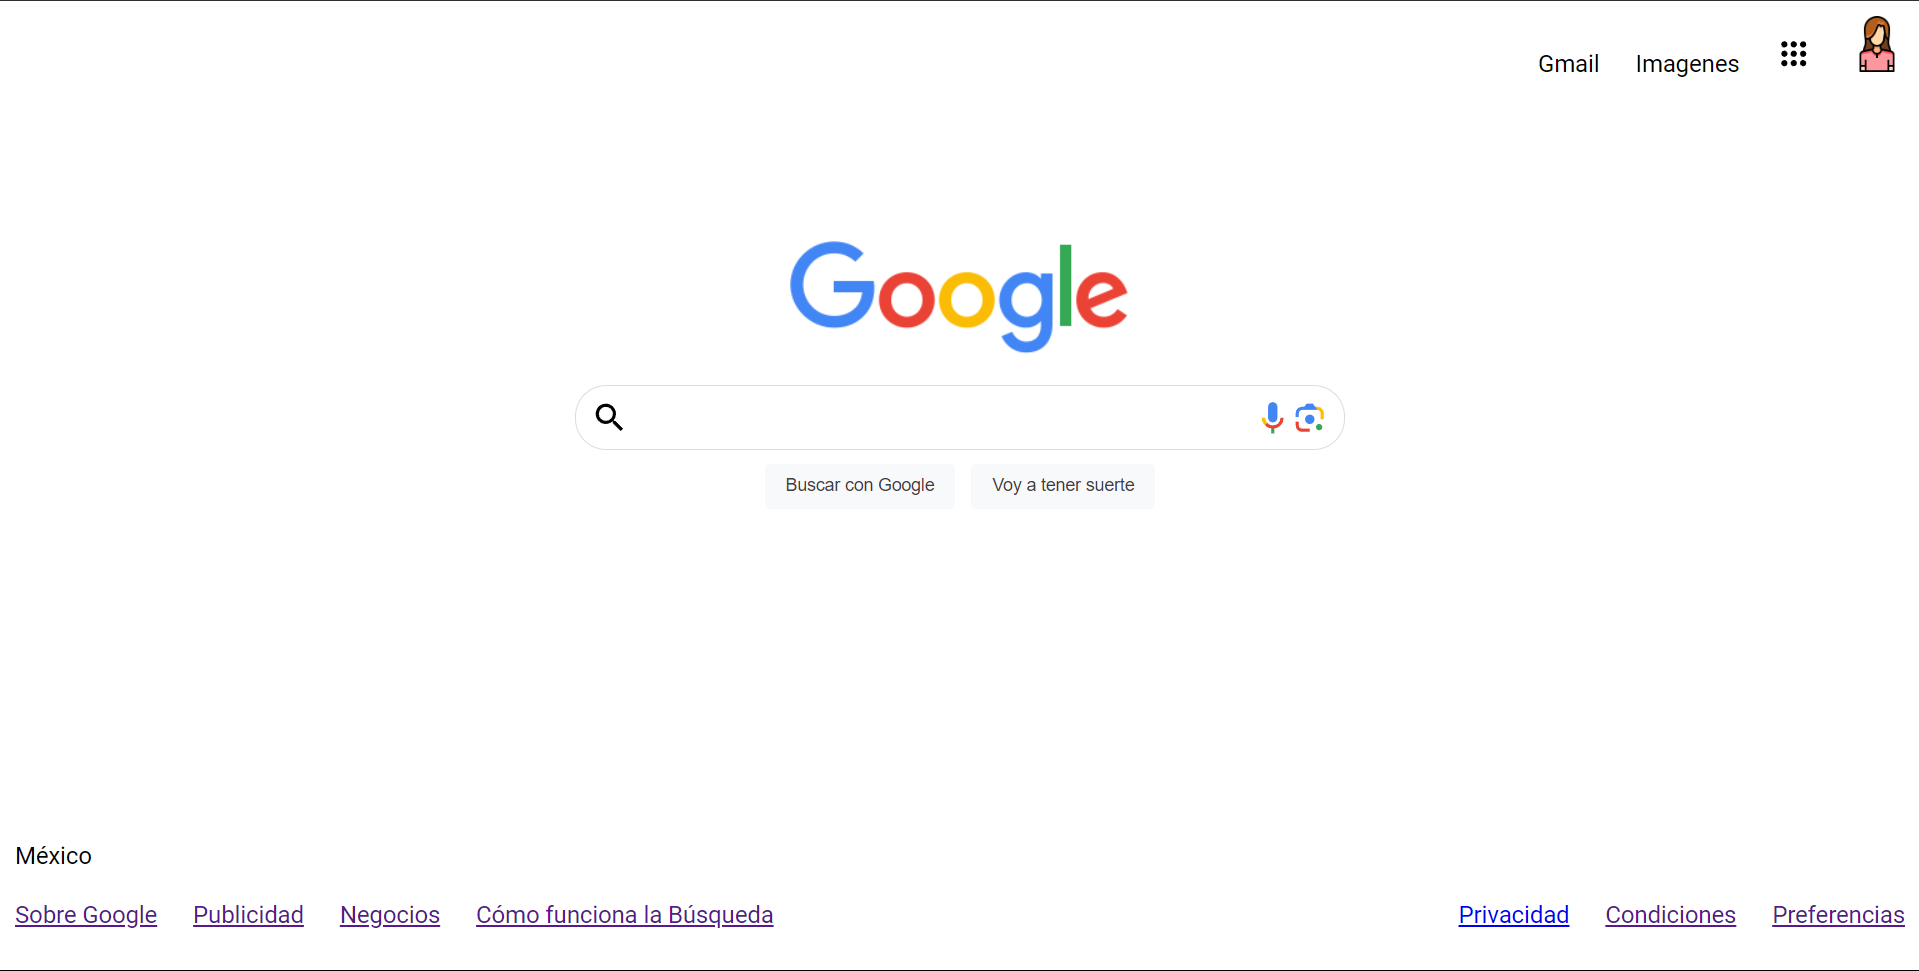 Gmail Imagenes
Google
Buscar con Google Voy a tener suerte
México
Sobre Google Publicidad Negocios Cómo funciona la Búsqueda Privacidad Condiciones Preferencias